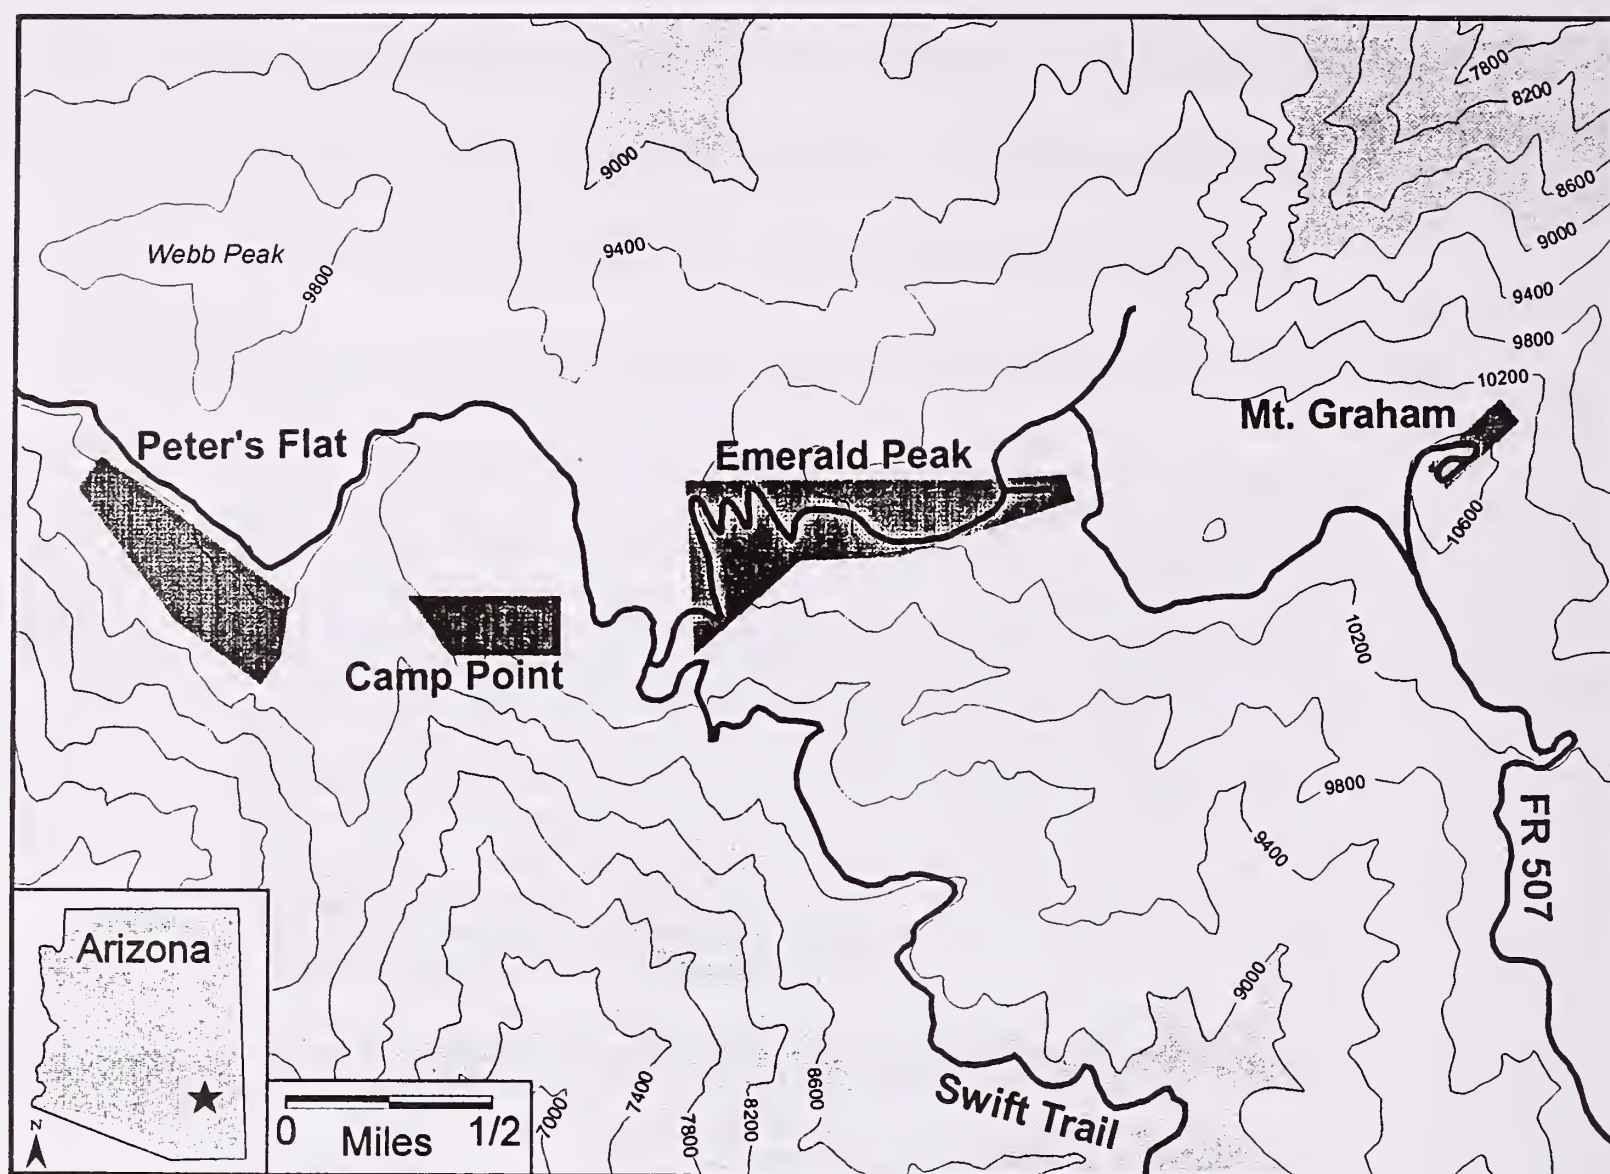 7800
8200
9000
8600
9000
Webb Peak
9400
9800
9400
9800
10200
Mt. Graham
Peter's Flat
Emerald Peak
10600
10200
Camp Point
9800
FR 507
9400
Arizona
9000
Swift Trail
N
0
Miles
1/2
7000
7400
7800
8200
8600